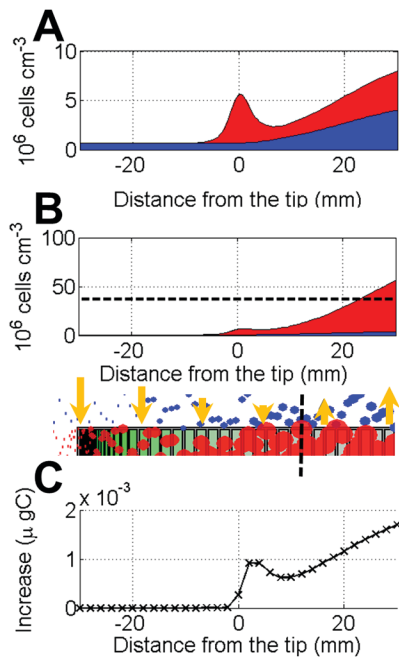 A
10
5
0
10⁶ cells cm⁻³
-20 0 20
Distance from the tip (mm)
B
100
50
0
10⁶ cells cm⁻³
-20 0 20
Distance from the tip (mm)
C
x 10⁻³
2
1
0
Increase (μ gC)
-20 0 20
Distance from the tip (mm)